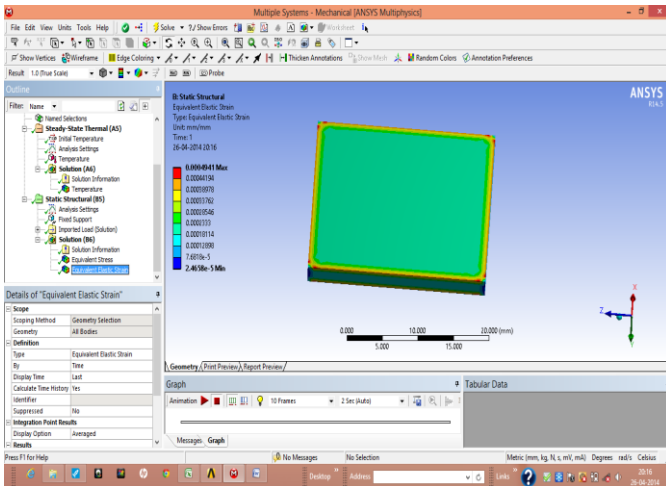 Multiple Systems - Mechanical [ANSYS Multiphysics]
File Edit View Units Tools Help Solve ?/ Show Errors Worksheet
Show Vertices Wireframe Edge Coloring Thicken Annotations Show Mesh Random Colors Annotation Preferences
Result 1.0 (True Scale) Probe
Outline
Filter: Name
Named Selections
Steady-State Thermal (A5)
Initial Temperature
Analysis Settings
Temperature
Solution (A6)
Solution Information
Temperature
Static Structural (B5)
Analysis Settings
Fixed Support
Imported Load (Solution)
Solution (B6)
Solution Information
Equivalent Stress
Equivalent Elastic Strain
Details of "Equivalent Elastic Strain"
Scope
Scoping Method Geometry Selection
Geometry All Bodies
Definition
Type Equivalent Elastic Strain
By Time
Display Time Last
Calculate Time History Yes
Identifier
Suppressed No
Integration Point Results
Display Option Averaged
Results
B: Static Structural
Equivalent Elastic Strain
Type: Equivalent Elastic Strain
Unit: mm/mm
Time: 1
26-04-2014 20:16
0.0004941 Max
0.00044194
0.00038978
0.00033762
0.00028546
0.0002333
0.00018114
0.00012898
7.6818e-5
2.4658e-5 Min
ANSYS
R14.5
X
Z
0.000 10.000 20.000 (mm)
5.000 15.000
Geometry Print Preview Report Preview
Graph
Tabular Data
Animation 10 Frames 2 Sec (Auto)
Messages Graph
Press F1 for Help No Messages No Selection Metric (mm, kg, N, s, mV, mA) Degrees rad/s Celsius
Desktop Address Links 20:16
26-04-2014